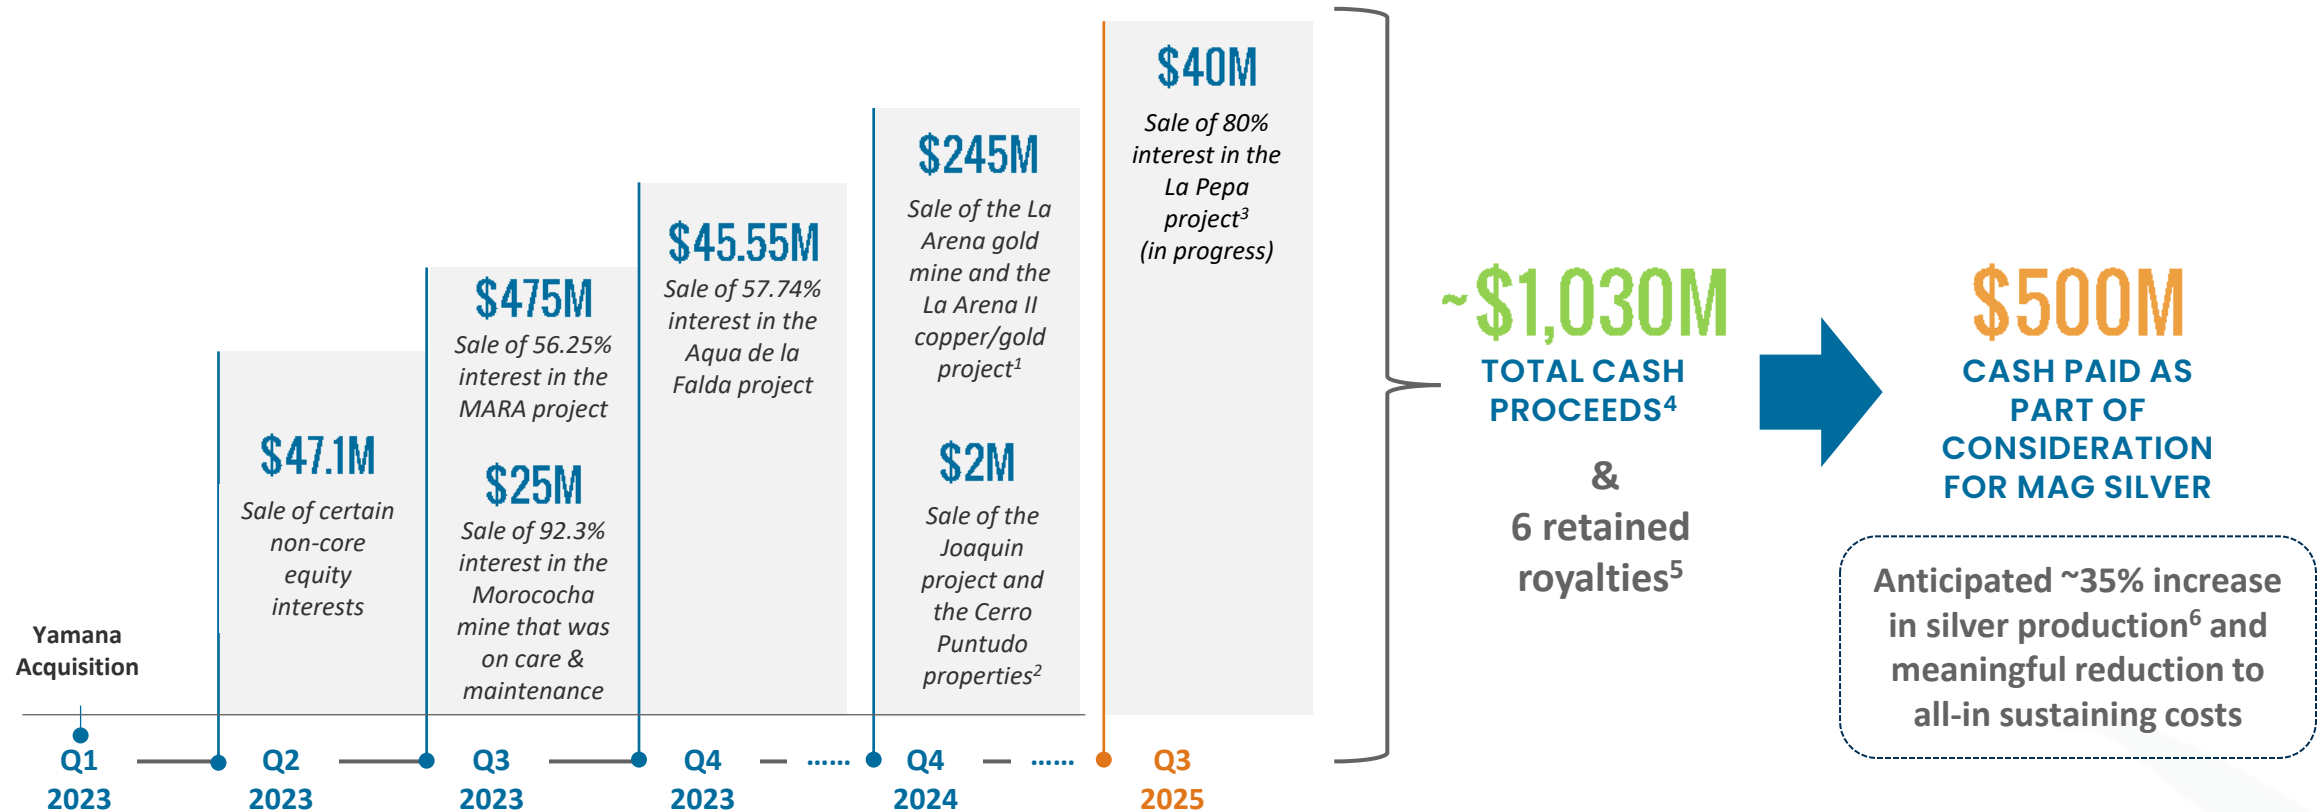 Yamana
Acquisition
$47.1M
Sale of certain
non-core
equity
interests
$475M
Sale of 56.25%
interest in the
MARA project
$25M
Sale of 92.3%
interest in the
Morococha
mine that was
on care &
maintenance
$45.55M
Sale of 57.74%
interest in the
Aqua de la
Falda project
$245M
Sale of the La
Arena gold
mine and the
La Arena II
copper/gold
project¹
$2M
Sale of the
Joaquin
project and
the Cerro
Puntudo
properties²
$40M
Sale of 80%
interest in the
La Pepa
project³
(in progress)
Q1
2023
Q2
2023
Q3
2023
Q4
2023
......
Q4
2024
......
Q3
2025
~$1,030M
TOTAL CASH
PROCEEDS⁴
&
6 retained
royalties⁵
$500M
CASH PAID AS
PART OF
CONSIDERATION
FOR MAG SILVER
Anticipated ~35% increase
in silver production⁶ and
meaningful reduction to
all-in sustaining costs